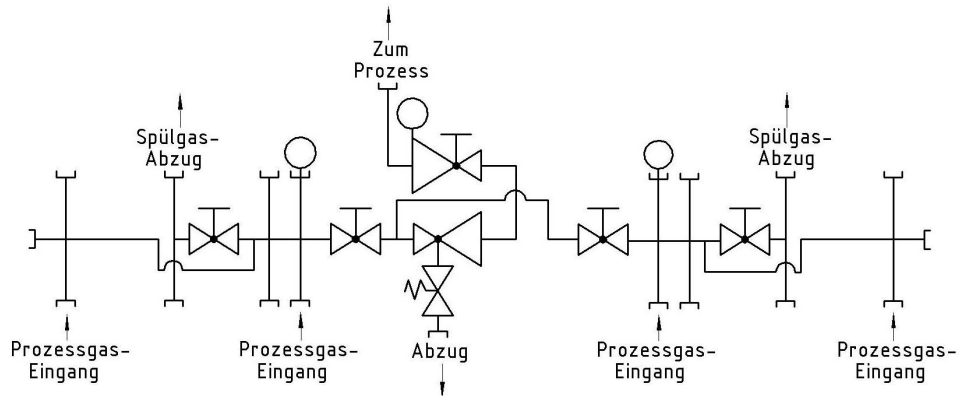 Zum
Prozess
Spülgas-
Abzug
Spülgas-
Abzug
Prozessgas-
Eingang
Prozessgas-
Eingang
Abzug
Prozessgas-
Eingang
Prozessgas-
Eingang